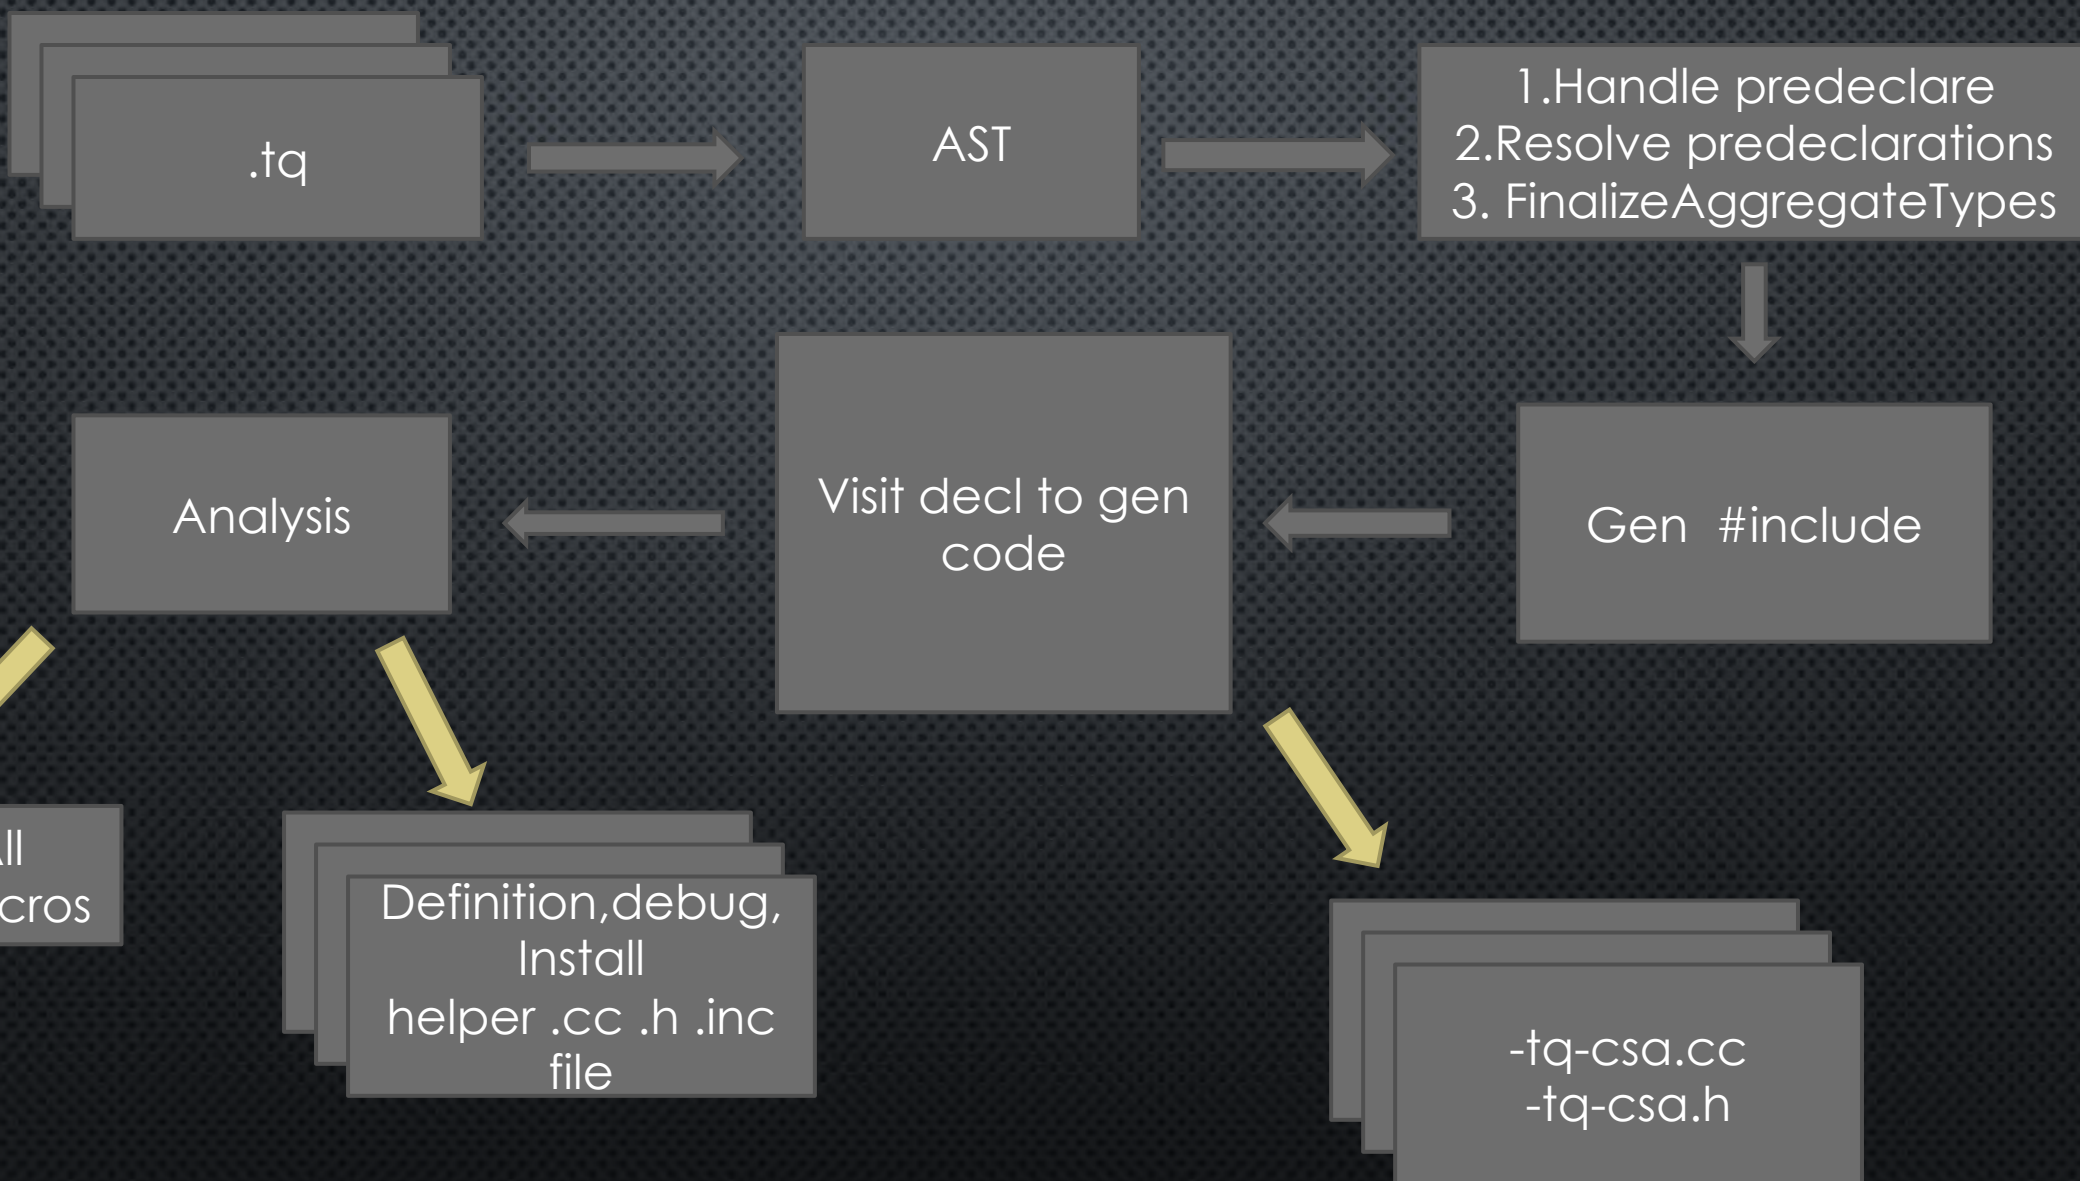 .tq
AST
1.Handle predeclare
2.Resolve predeclarations
3. FinalizeAggregateTypes
Analysis
Visit decl to gen
code
Gen #include
Definition,debug,
Install
helper .cc .h .inc
file
-tq-csa.cc
-tq-csa.h